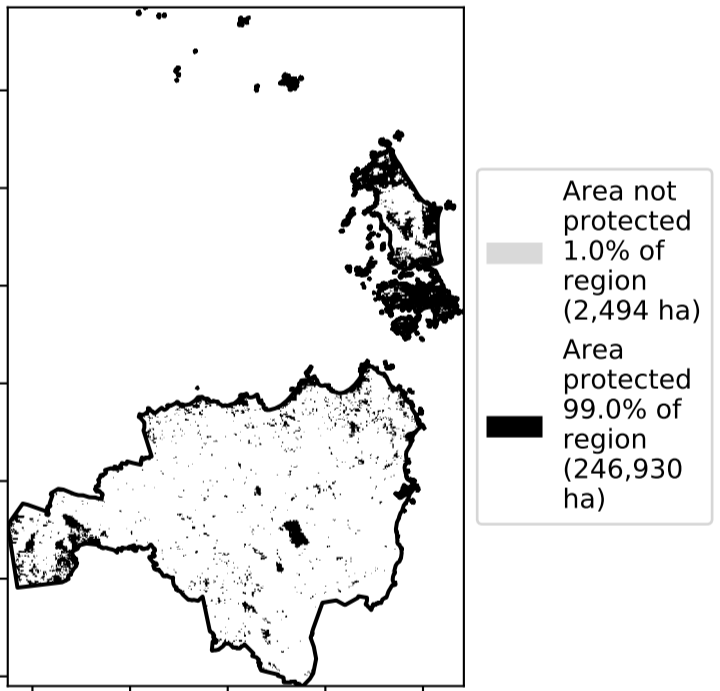 Area not
protected
1.0% of
region
(2,494 ha)
Area
protected
99.0% of
region
(246,930
ha)